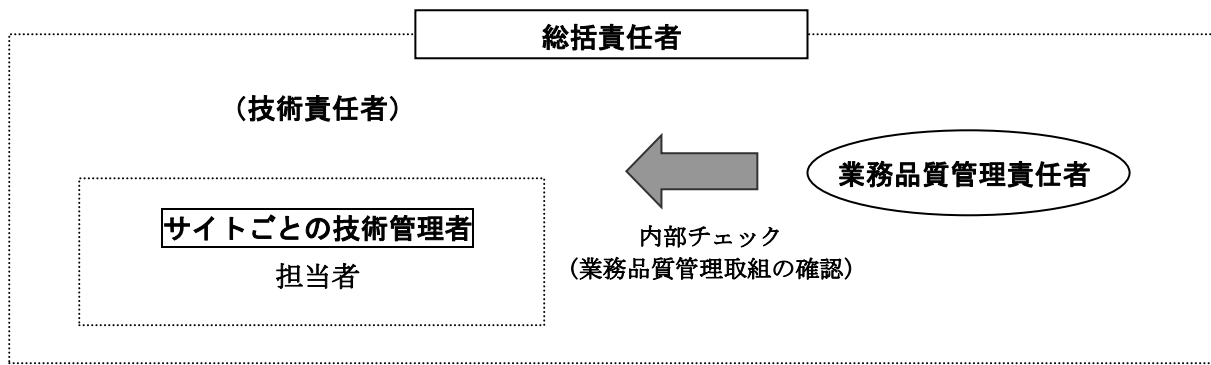 総括責任者
（技術責任者）
業務品質管理責任者
サイトごとの技術管理者
担当者
内部チェック
（業務品質管理取組の確認）